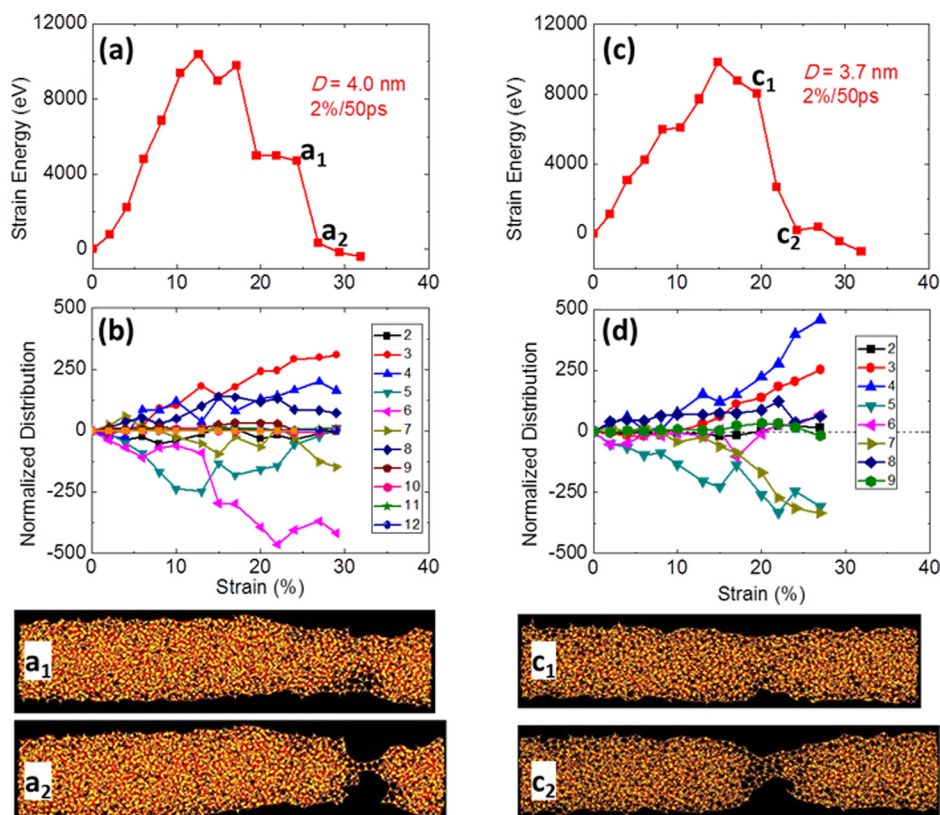 (a)
12000
8000
4000
0
Strain Energy (eV)
D = 4.0 nm
2%/50ps
a1
a2
0 10 20 30 40
(c)
12000
8000
4000
0
Strain Energy (eV)
D = 3.7 nm
2%/50ps
c1
c2
0 10 20 30 40
(b)
500
250
0
-250
-500
Normalized Distribution
2
3
4
5
6
7
8
9
10
11
12
0 10 20 30 40
Strain (%)
(d)
500
250
0
-250
-500
Normalized Distribution
2
3
4
5
6
7
8
9
0 10 20 30 40
Strain (%)
a1
a2
c1
c2